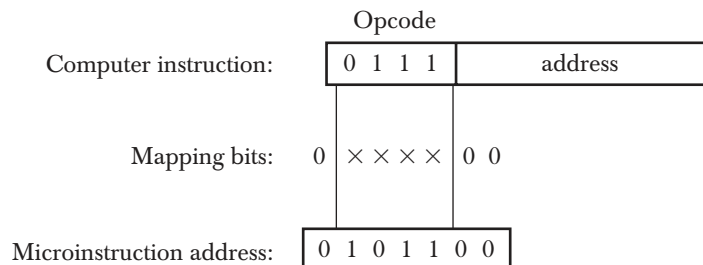 Opcode
Computer instruction: 0 1 1 1 address
Mapping bits: 0 × × × × 0 0
Microinstruction address: 0 1 0 1 1 0 0